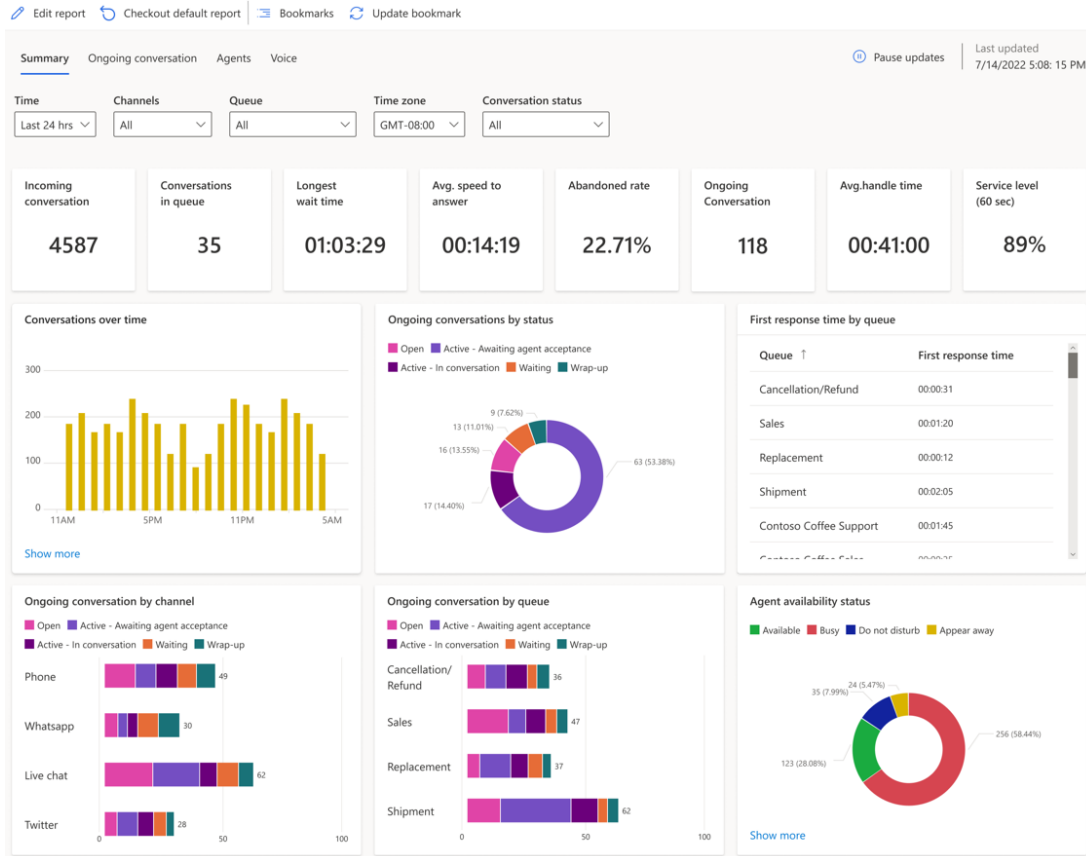 Edit report Checkout default report Bookmarks Update bookmark
Summary Ongoing conversation Agents Voice
Pause updates
Last updated
7/14/2022 5:08: 15 PM
Time Channels Queue Time zone Conversation status
Last 24 hrs All All GMT-08:00 All
Incoming conversation
4587
Conversations in queue
35
Longest wait time
01:03:29
Avg. speed to answer
00:14:19
Abandoned rate
22.71%
Ongoing Conversation
118
Avg.handle time
00:41:00
Service level (60 sec)
89%
Conversations over time
300
200
100
0
11AM 5PM 11PM 5AM
Show more
Ongoing conversations by status
Open Active - Awaiting agent acceptance
Active - In conversation Waiting Wrap-up
9 (7.62%)
13 (11.01%)
16 (13.55%)
63 (53.38%)
17 (14.40%)
First response time by queue
Queue ↑ First response time
Cancellation/Refund 00:00:31
Sales 00:01:20
Replacement 00:00:12
Shipment 00:02:05
Contoso Coffee Support 00:01:45
Ongoing conversation by channel
Open Active - Awaiting agent acceptance
Active - In conversation Waiting Wrap-up
Phone 49
Whatsapp 30
Live chat 62
Twitter 28
0 50 100
Ongoing conversation by queue
Open Active - Awaiting agent acceptance
Active - In conversation Waiting Wrap-up
Cancellation/
Refund 36
Sales 47
Replacement 37
Shipment 62
0 50 100
Agent availability status
Available Busy Do not disturb Appear away
24 (5.47%)
35 (7.99%)
256 (58.44%)
123 (28.08%)
Show more